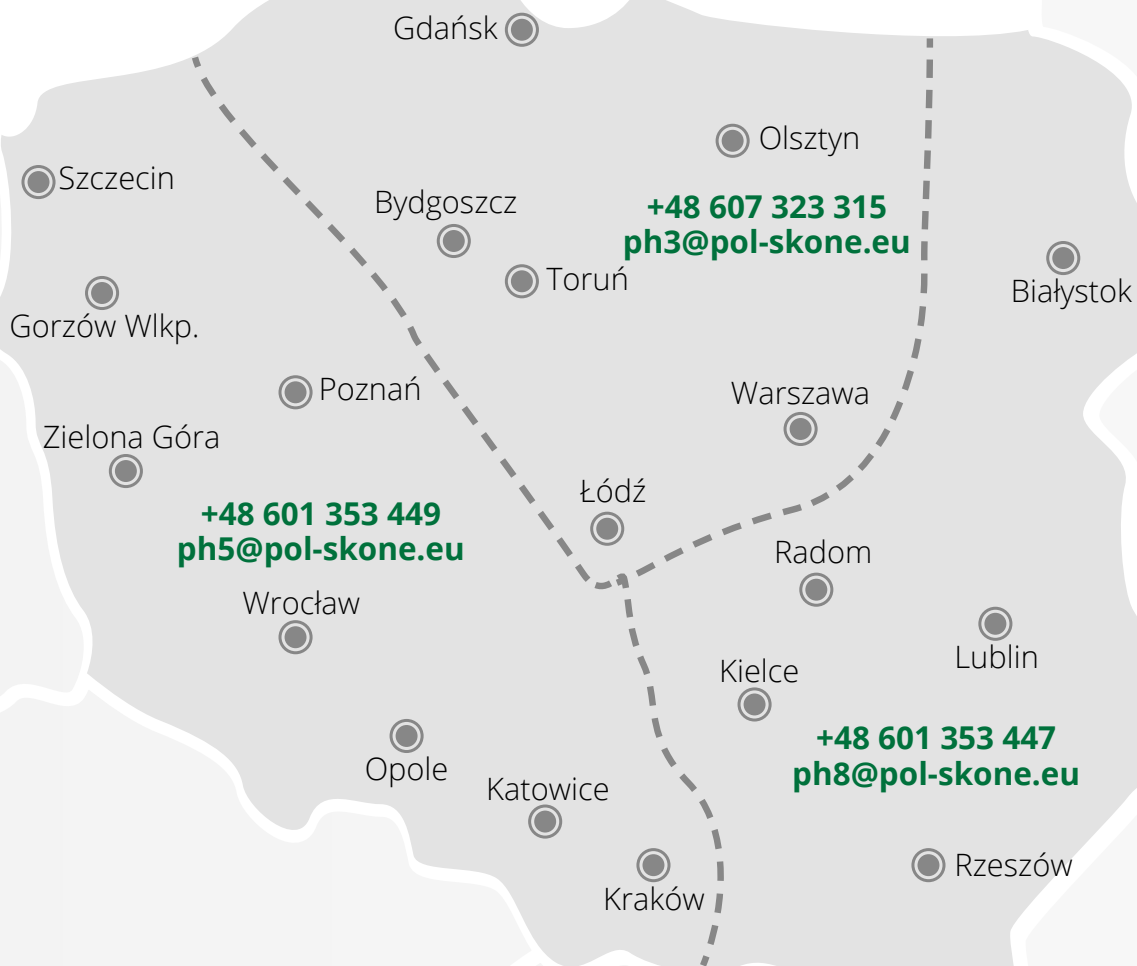 Gdańsk
Olsztyn
Szczecin
Bydgoszcz
+48 607 323 315
ph3@pol-skone.eu
Toruń
Białystok
Gorzów Wlkp.
Poznań
Warszawa
Zielona Góra
Łódź
+48 601 353 449
ph5@pol-skone.eu
Radom
Wrocław
Lublin
Kielce
+48 601 353 447
ph8@pol-skone.eu
Opole
Katowice
Rzeszów
Kraków